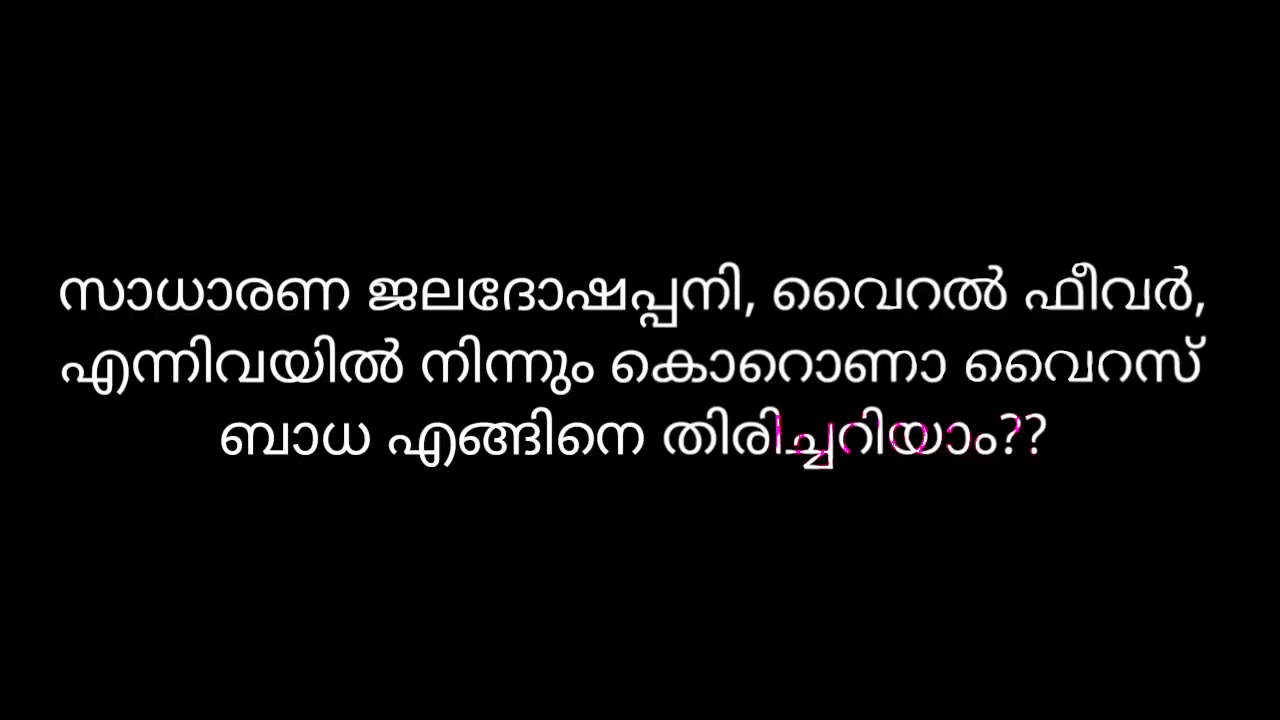 സാധാരണ ജലദോഷപ്പനി, വൈറൽ ഫീവർ,
എന്നിവയിൽ നിന്നും കൊറൊണാ വൈറസ്
ബാധ എങ്ങിനെ തിരിച്ചറിയാം??